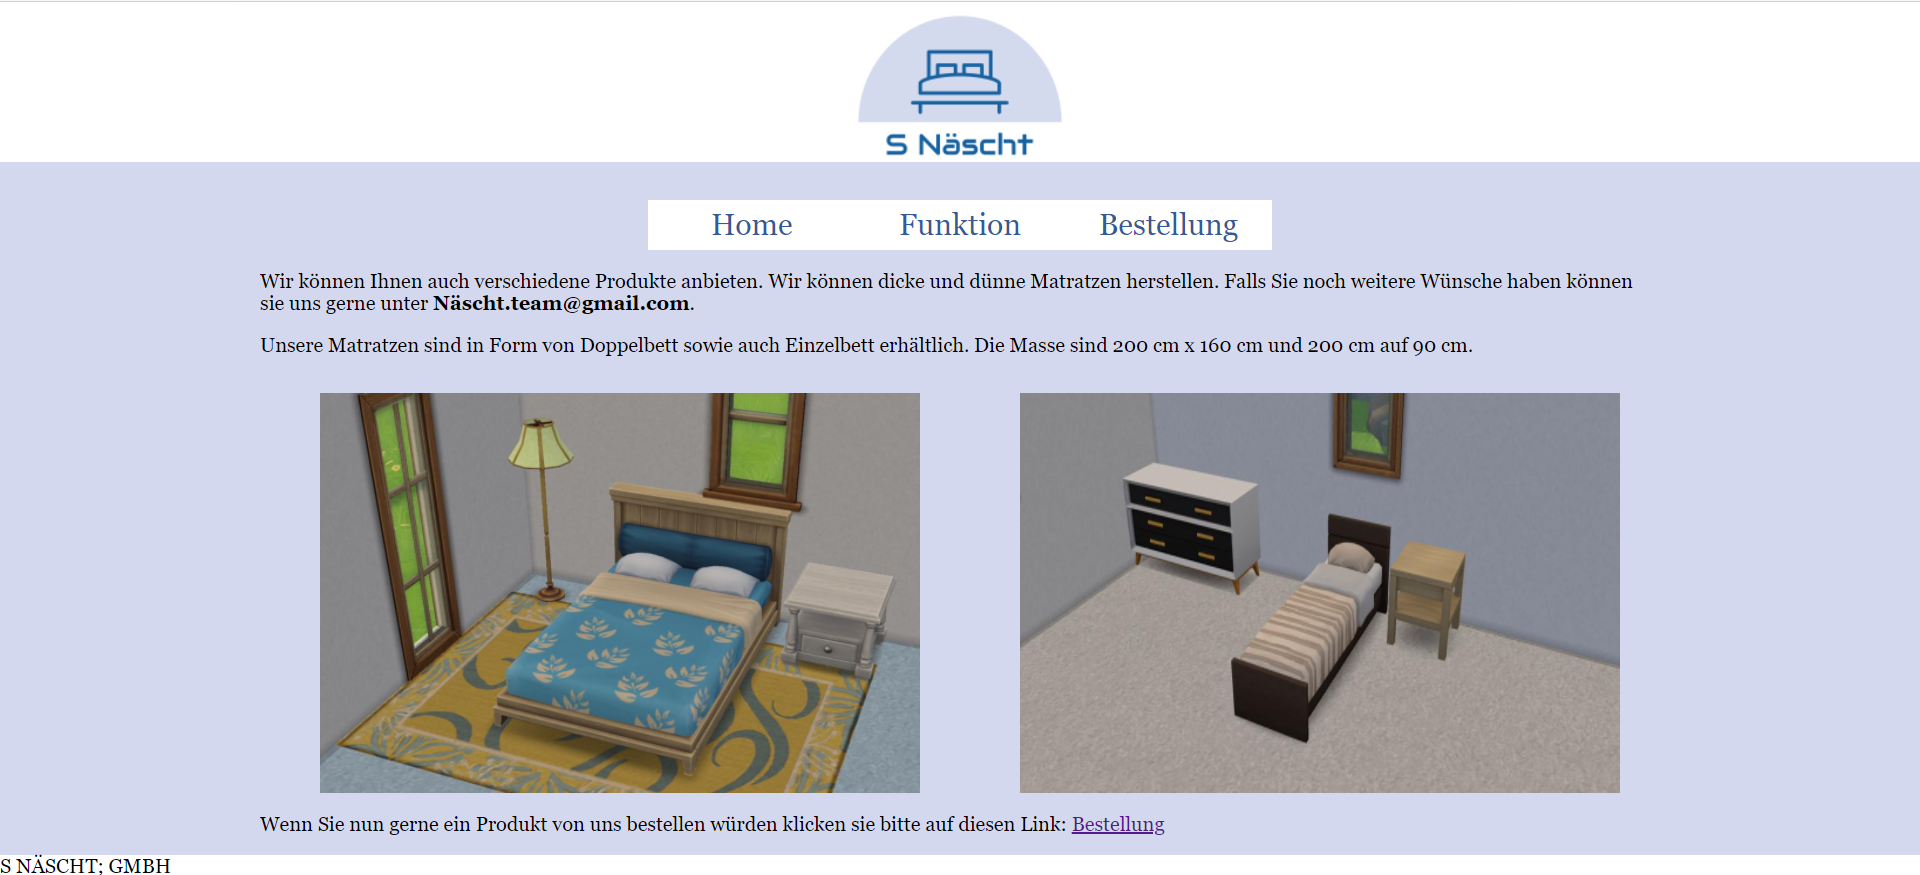 S Näscht
Home Funktion Bestellung
Wir können Ihnen auch verschiedene Produkte anbieten. Wir können dicke und dünne Matratzen herstellen. Falls Sie noch weitere Wünsche haben können
sie uns gerne unter Näscht.team@gmail.com.
Unsere Matratzen sind in Form von Doppelbett sowie auch Einzelbett erhältlich. Die Masse sind 200 cm x 160 cm und 200 cm auf 90 cm.
Wenn Sie nun gerne ein Produkt von uns bestellen würden klicken sie bitte auf diesen Link: Bestellung
S NÄSCHT; GMBH